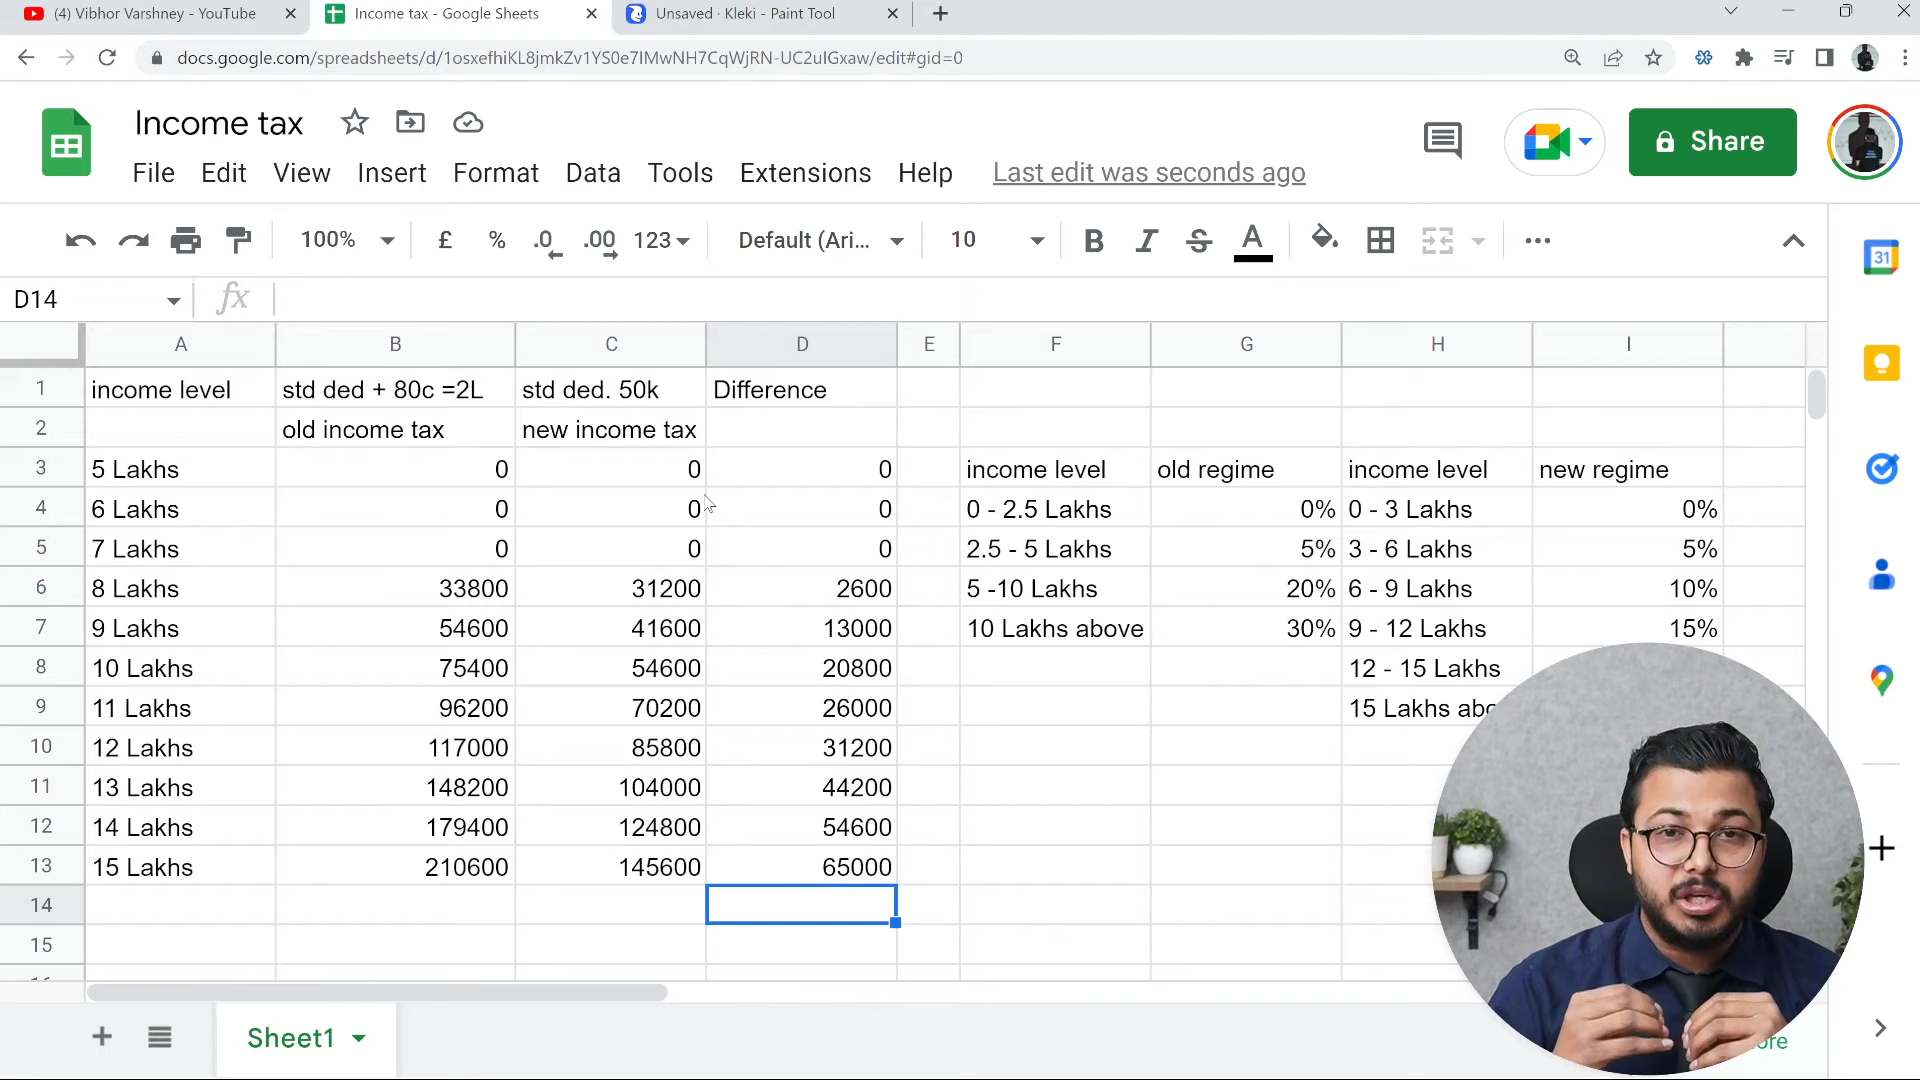 (4) Vibhor Varshney - YouTube
Income tax - Google Sheets
Unsaved · Kleki - Paint Tool
docs.google.com/spreadsheets/d/1osxefhiKL8jmkZv1YS0e7IMwNH7CqWjRN-UC2uIGxaw/edit#gid=0
Income tax
Share
File Edit View Insert Format Data Tools Extensions Help Last edit was seconds ago
100% £ % .0 .00 123 Default (Ari... 10 B I S A
31
D14 fx
A B C D E F G H I
1 income level std ded + 80c =2L std ded. 50k Difference
2 old income tax new income tax
3 5 Lakhs 0 0 0 income level old regime income level new regime
4 6 Lakhs 0 0 0 0 - 2.5 Lakhs 0% 0 - 3 Lakhs 0%
5 7 Lakhs 0 0 0 2.5 - 5 Lakhs 5% 3 - 6 Lakhs 5%
6 8 Lakhs 33800 31200 2600 5 -10 Lakhs 20% 6 - 9 Lakhs 10%
7 9 Lakhs 54600 41600 13000 10 Lakhs above 30% 9 - 12 Lakhs 15%
8 10 Lakhs 75400 54600 20800 12 - 15 Lakhs
9 11 Lakhs 96200 70200 26000 15 Lakhs abo
10 12 Lakhs 117000 85800 31200
11 13 Lakhs 148200 104000 44200
12 14 Lakhs 179400 124800 54600
13 15 Lakhs 210600 145600 65000
14
15
Sheet1
ore